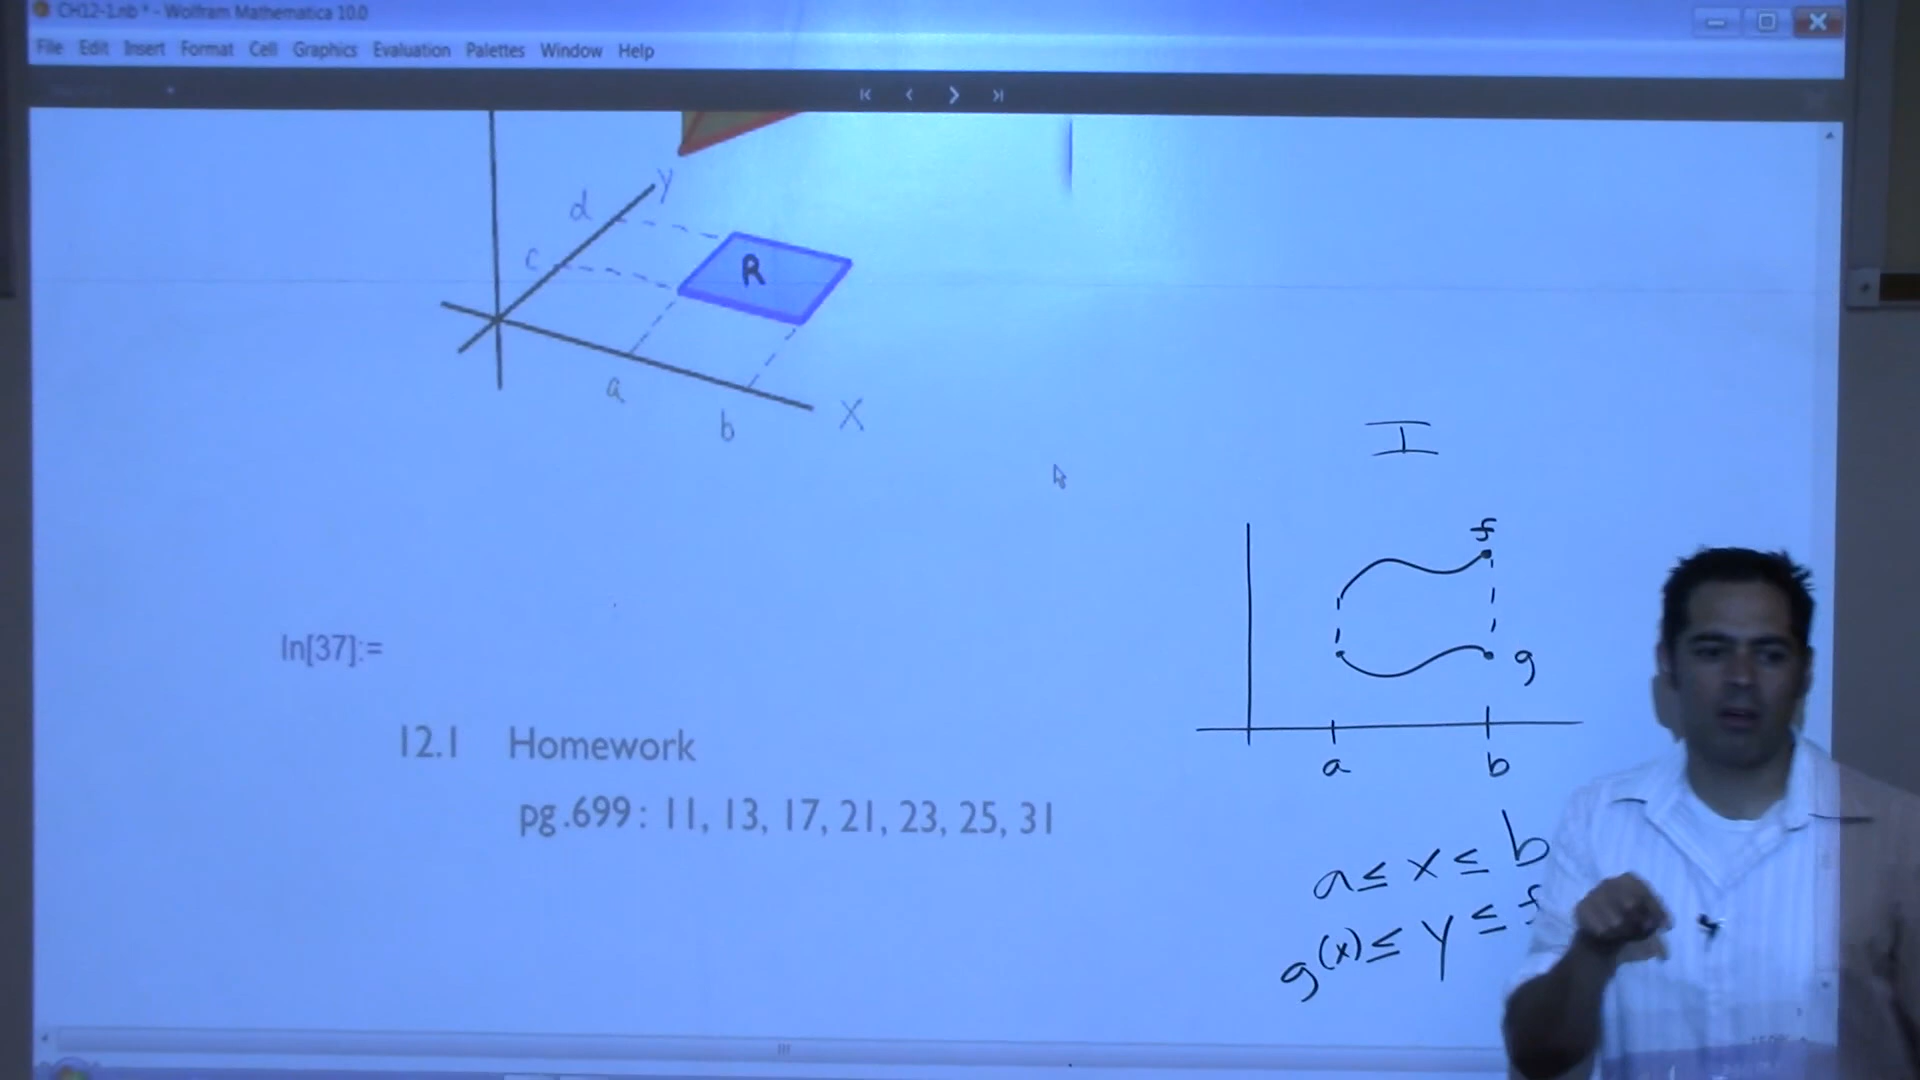 CH12-1.nb * - Wolfram Mathematica 10.0
File Edit Insert Format Cell Graphics Evaluation Palettes Window Help
y
d
R
c
a
b
X
I
f
g
a b
a ≤ x ≤ b
g(x) ≤ y ≤ f
In[37]:=
12.1 Homework
pg.699: 11, 13, 17, 21, 23, 25, 31